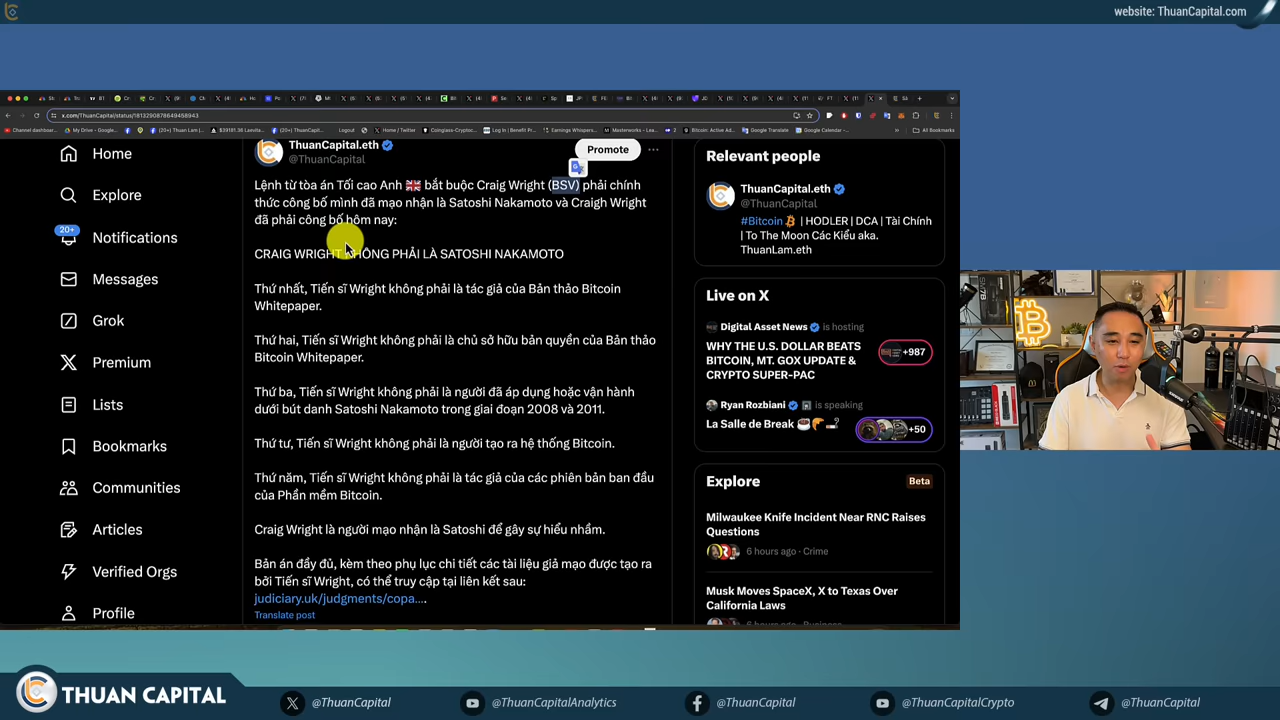 website: ThuanCapital.com
x.com/ThuanCapital/status/1813290878649458943
Home
Explore
20+
Notifications
Messages
Grok
Premium
Lists
Bookmarks
Communities
Articles
Verified Orgs
Profile
ThuanCapital.eth
@ThuanCapital
Promote
Lệnh từ tòa án Tối cao Anh 🇬🇧 bắt buộc Craig Wright (BSV) phải chính
thức công bố mình đã mạo nhận là Satoshi Nakamoto và Craigh Wright
đã phải công bố hôm nay:
CRAIG WRIGHT KHÔNG PHẢI LÀ SATOSHI NAKAMOTO
Thứ nhất, Tiến sĩ Wright không phải là tác giả của Bản thảo Bitcoin
Whitepaper.
Thứ hai, Tiến sĩ Wright không phải là chủ sở hữu bản quyền của Bản thảo
Bitcoin Whitepaper.
Thứ ba, Tiến sĩ Wright không phải là người đã áp dụng hoặc vận hành
dưới bút danh Satoshi Nakamoto trong giai đoạn 2008 và 2011.
Thứ tư, Tiến sĩ Wright không phải là người tạo ra hệ thống Bitcoin.
Thứ năm, Tiến sĩ Wright không phải là tác giả của các phiên bản ban đầu
của Phần mềm Bitcoin.
Craig Wright là người mạo nhận là Satoshi để gây sự hiểu nhầm.
Bản án đầy đủ, kèm theo phụ lục chi tiết các tài liệu giả mạo được tạo ra
bởi Tiến sĩ Wright, có thể truy cập tại liên kết sau:
judiciary.uk/judgments/copa....
Translate post
Relevant people
ThuanCapital.eth
@ThuanCapital
#Bitcoin | HODLER | DCA | Tài Chính
| To The Moon Các Kiểu aka.
ThuanLam.eth
Live on X
Digital Asset News is hosting
WHY THE U.S. DOLLAR BEATS
BITCOIN, MT. GOX UPDATE &
CRYPTO SUPER-PAC
+987
Ryan Rozbiani is speaking
La Salle de Break
+50
Explore
Beta
Milwaukee Knife Incident Near RNC Raises
Questions
6 hours ago · Crime
Musk Moves SpaceX, X to Texas Over
California Laws
THUAN CAPITAL
@ThuanCapital
@ThuanCapitalAnalytics
@ThuanCapital
@ThuanCapitalCrypto
@ThuanCapital